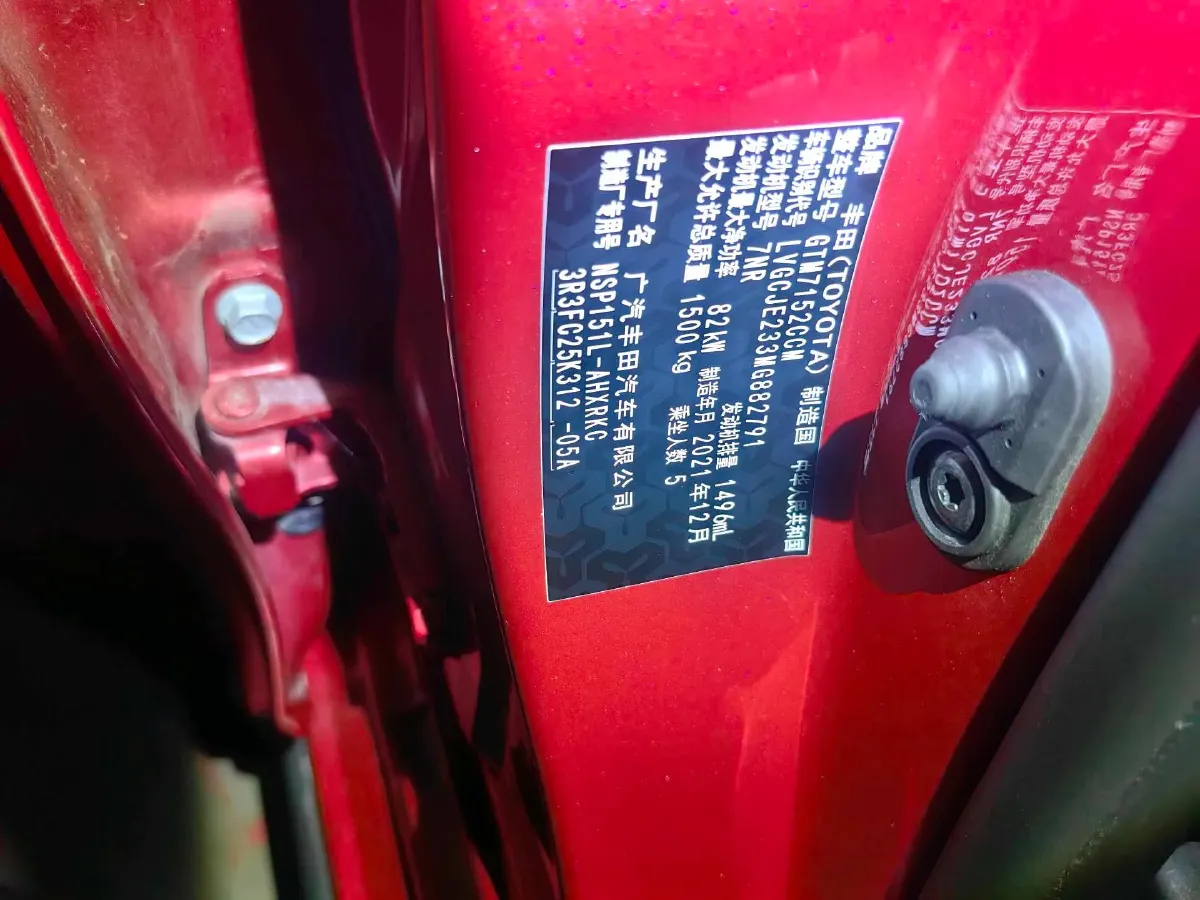 品牌 丰田(TOYOTA) 制造国 中华人民共和国
整车型号 GTM7152GCM
车辆识别代号 LVGCJE233MG882791
发动机型号 7NR 发动机排量 1496mL
发动机最大净功率 82kW 制造年月 2021年12月
最大允许总质量 1500 kg 乘坐人数 5
生产厂名 广汽丰田汽车有限公司
制造厂专用号 NSP151L-AHXRKC
3R3FC25K312 -05A